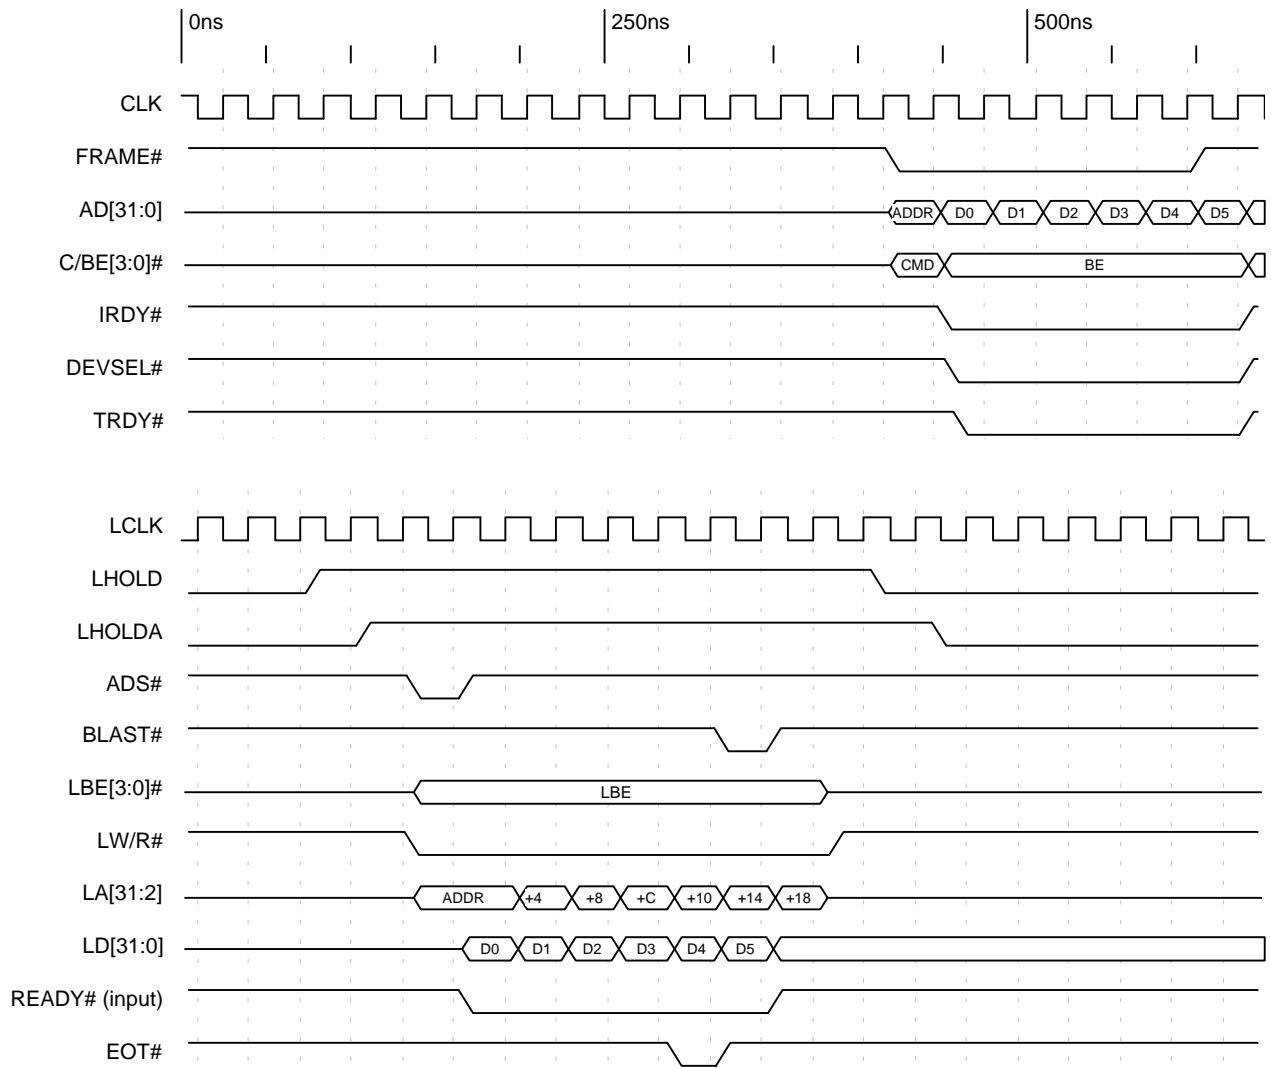 0ns 250ns 500ns
CLK
FRAME#
AD[31:0] ADDR D0 D1 D2 D3 D4 D5
C/BE[3:0]# CMD BE
IRDY#
DEVSEL#
TRDY#
LCLK
LHOLD
LHOLDA
ADS#
BLAST#
LBE[3:0]# LBE
LW/R#
LA[31:2] ADDR +4 +8 +C +10 +14 +18
LD[31:0] D0 D1 D2 D3 D4 D5
READY# (input)
EOT#